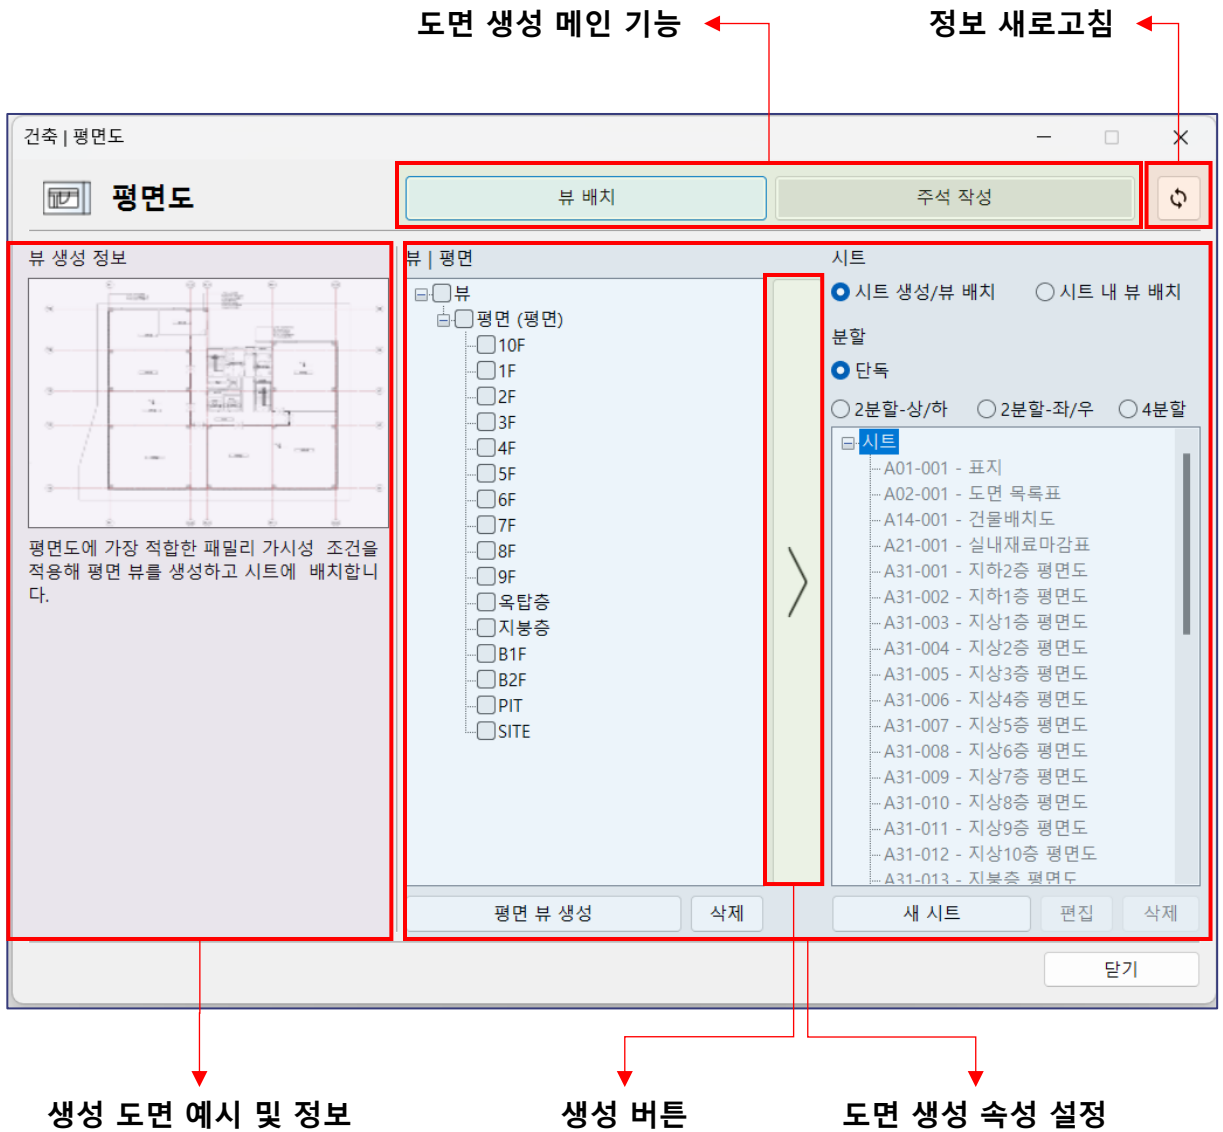 도면 생성 메인 기능
정보 새로고침
건축 | 평면도
평면도
뷰 배치
주석 작성
뷰 생성 정보
평면도에 가장 적합한 패밀리 가시성 조건을
적용해 평면 뷰를 생성하고 시트에 배치합니
다.
뷰 | 평면
뷰
평면 (평면)
10F
1F
2F
3F
4F
5F
6F
7F
8F
9F
옥탑층
지붕층
B1F
B2F
PIT
SITE
평면 뷰 생성
삭제
시트
시트 생성/뷰 배치
시트 내 뷰 배치
분할
단독
2분할-상/하
2분할-좌/우
4분할
시트
A01-001 - 표지
A02-001 - 도면 목록표
A14-001 - 건물배치도
A21-001 - 실내재료마감표
A31-001 - 지하2층 평면도
A31-002 - 지하1층 평면도
A31-003 - 지상1층 평면도
A31-004 - 지상2층 평면도
A31-005 - 지상3층 평면도
A31-006 - 지상4층 평면도
A31-007 - 지상5층 평면도
A31-008 - 지상6층 평면도
A31-009 - 지상7층 평면도
A31-010 - 지상8층 평면도
A31-011 - 지상9층 평면도
A31-012 - 지상10층 평면도
A31-013 - 지붕층 평면도
새 시트
편집
삭제
닫기
생성 도면 예시 및 정보
생성 버튼
도면 생성 속성 설정